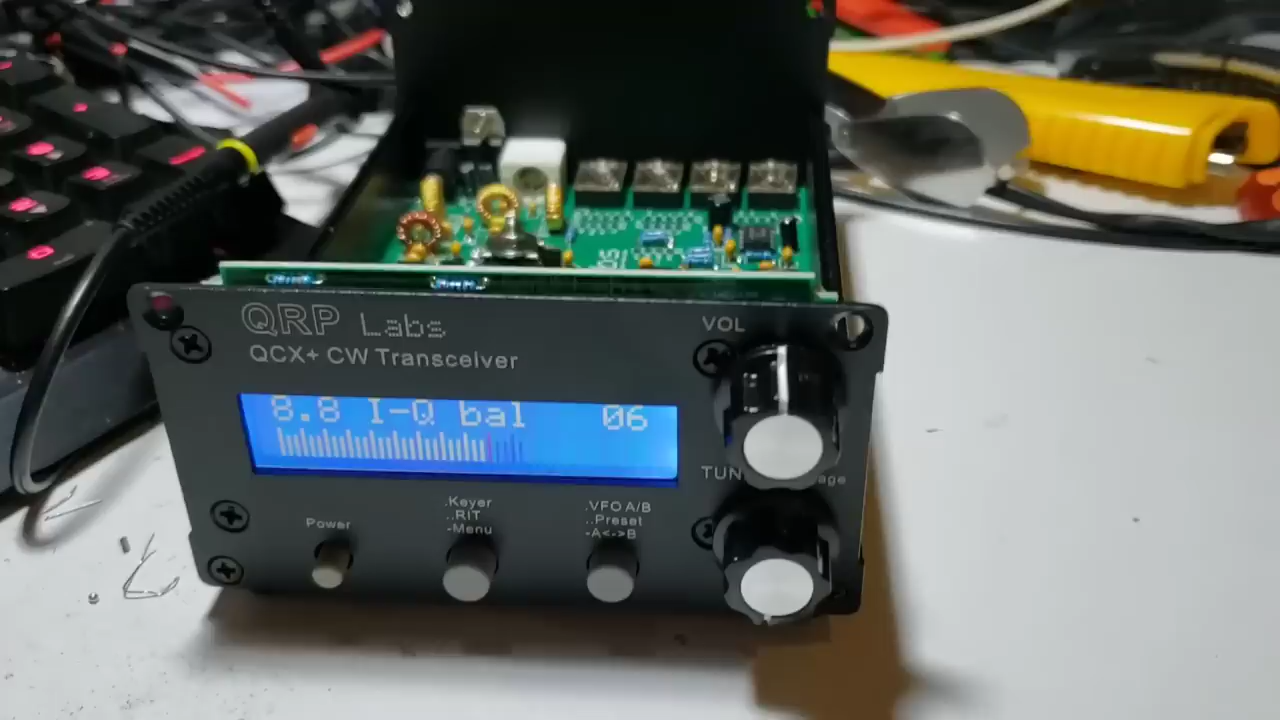 QRP Labs
QCX+ CW Transceiver
VOL
8.8 I-Q bal 06
TUN
Power
.Keyer
..RIT
-Menu
.VFO A/B
..Preset
-A<->B